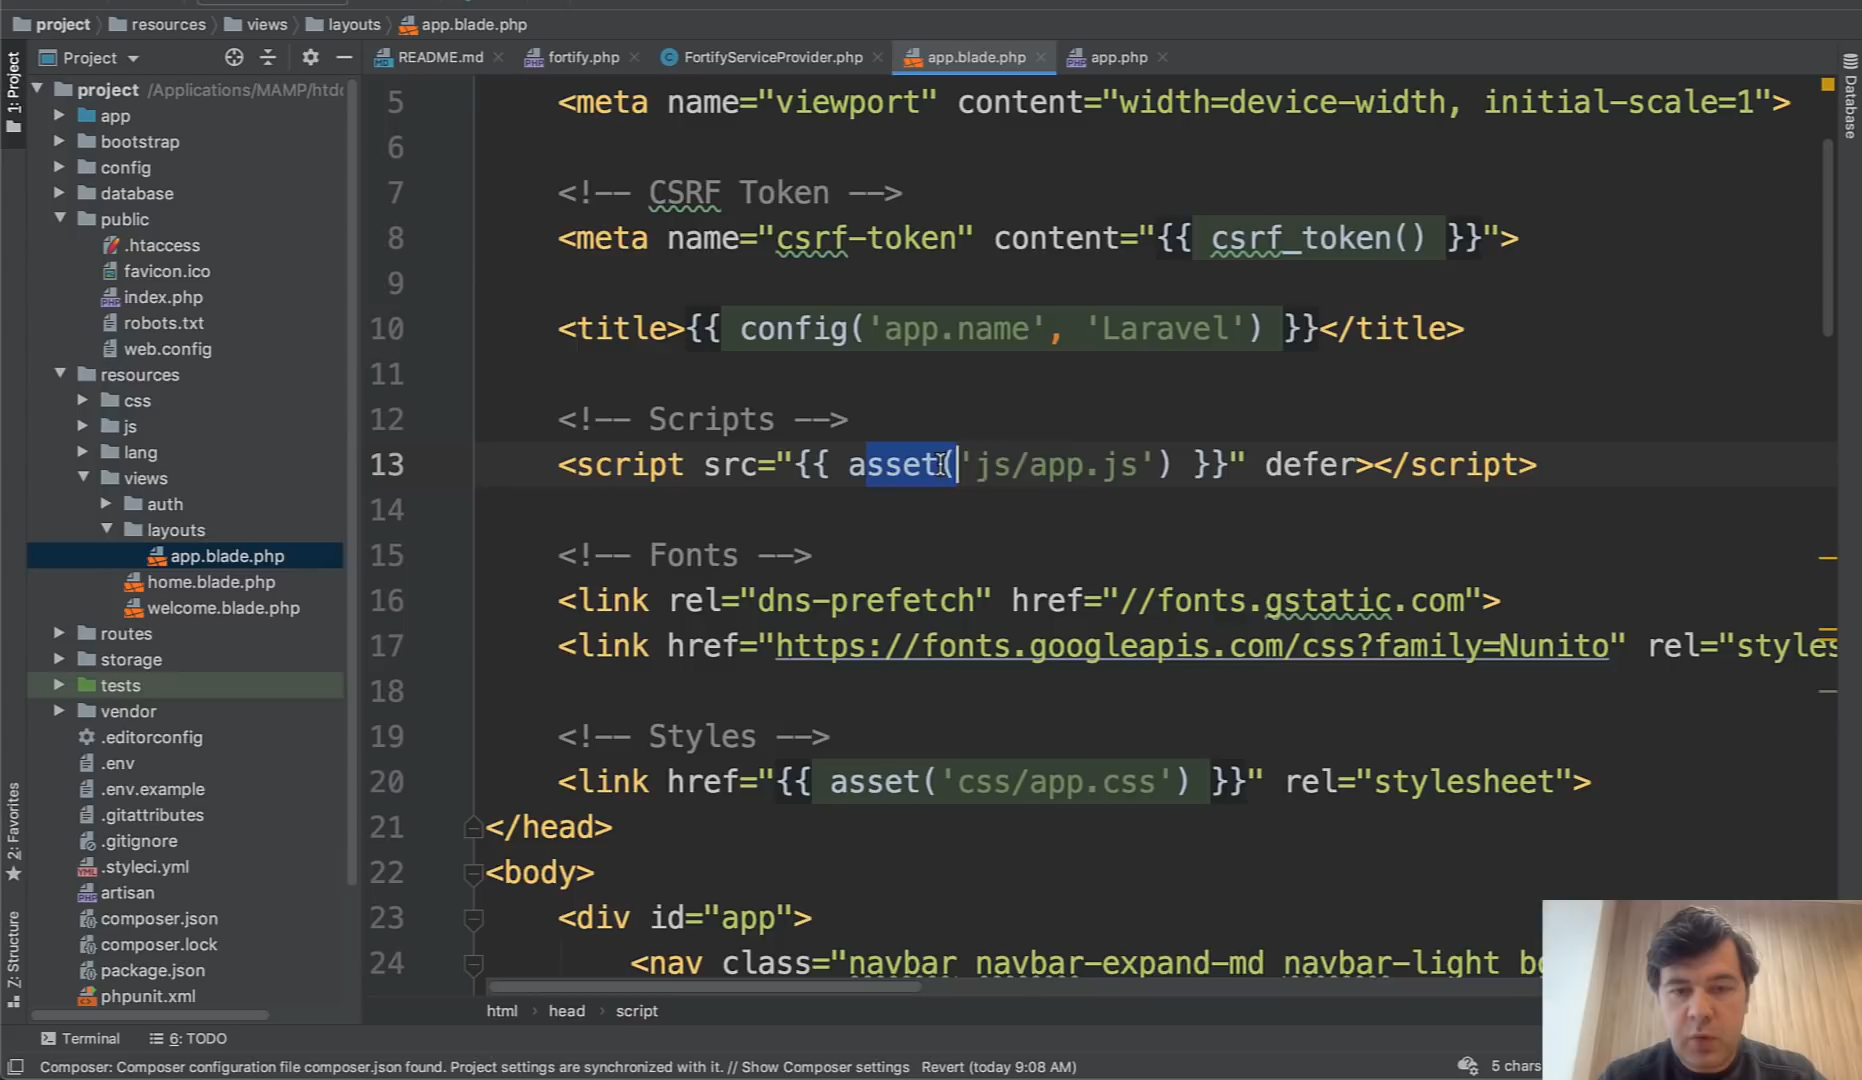 project
resources
views
layouts
app.blade.php
1: Project
Project
README.md
fortify.php
FortifyServiceProvider.php
app.blade.php
app.php
Database
project /Applications/MAMP/htdo
app
bootstrap
config
database
public
.htaccess
favicon.ico
index.php
robots.txt
web.config
resources
css
js
lang
views
auth
layouts
app.blade.php
home.blade.php
welcome.blade.php
routes
storage
tests
vendor
.editorconfig
.env
.env.example
.gitattributes
.gitignore
.styleci.yml
artisan
composer.json
composer.lock
package.json
phpunit.xml
2: Favorites
Z: Structure
5 <meta name="viewport" content="width=device-width, initial-scale=1">
6
7 <!-- CSRF Token -->
8 <meta name="csrf-token" content="{{ csrf_token() }}">
9
10 <title>{{ config('app.name', 'Laravel') }}</title>
11
12 <!-- Scripts -->
13 <script src="{{ asset('js/app.js') }}" defer></script>
14
15 <!-- Fonts -->
16 <link rel="dns-prefetch" href="//fonts.gstatic.com">
17 <link href="https://fonts.googleapis.com/css?family=Nunito" rel="styles
18
19 <!-- Styles -->
20 <link href="{{ asset('css/app.css') }}" rel="stylesheet">
21 </head>
22 <body>
23 <div id="app">
24 <nav class="navbar navbar-expand-md navbar-light b
html › head › script
Terminal
6: TODO
Composer: Composer configuration file composer.json found. Project settings are synchronized with it. // Show Composer settings Revert (today 9:08 AM)
5 chars